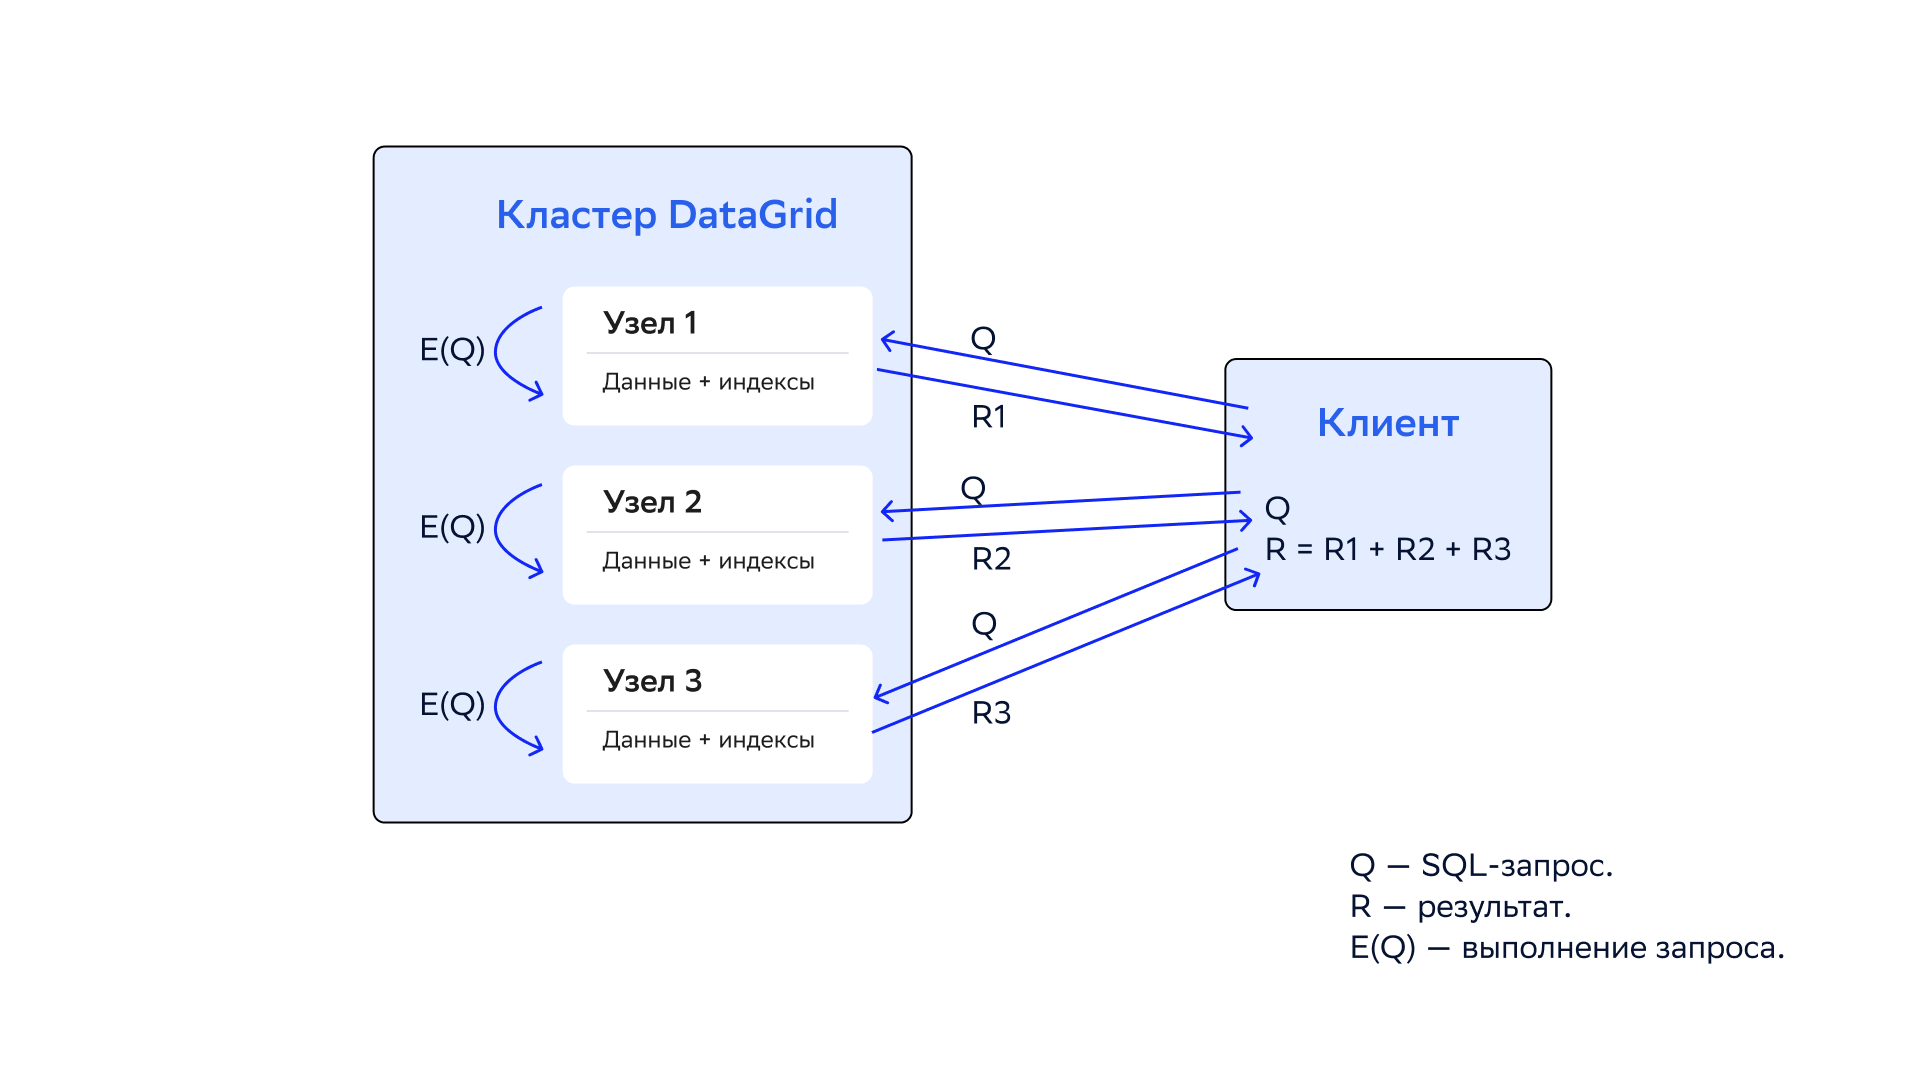 Кластер DataGrid
Узел 1
E(Q)
Данные + индексы
Узел 2
E(Q)
Данные + индексы
Узел 3
E(Q)
Данные + индексы
Q
R1
Q
R2
Q
R3
Клиент
Q
R = R1 + R2 + R3
Q — SQL-запрос.
R — результат.
E(Q) — выполнение запроса.